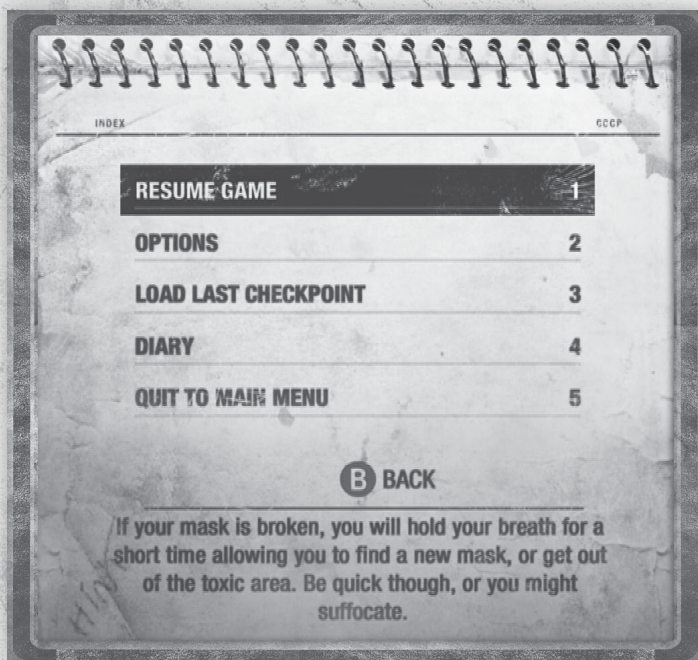 INDEX CCCP
RESUME GAME 1
OPTIONS 2
LOAD LAST CHECKPOINT 3
DIARY 4
QUIT TO MAIN MENU 5
B BACK
If your mask is broken, you will hold your breath for a
short time allowing you to find a new mask, or get out
of the toxic area. Be quick though, or you might
suffocate.